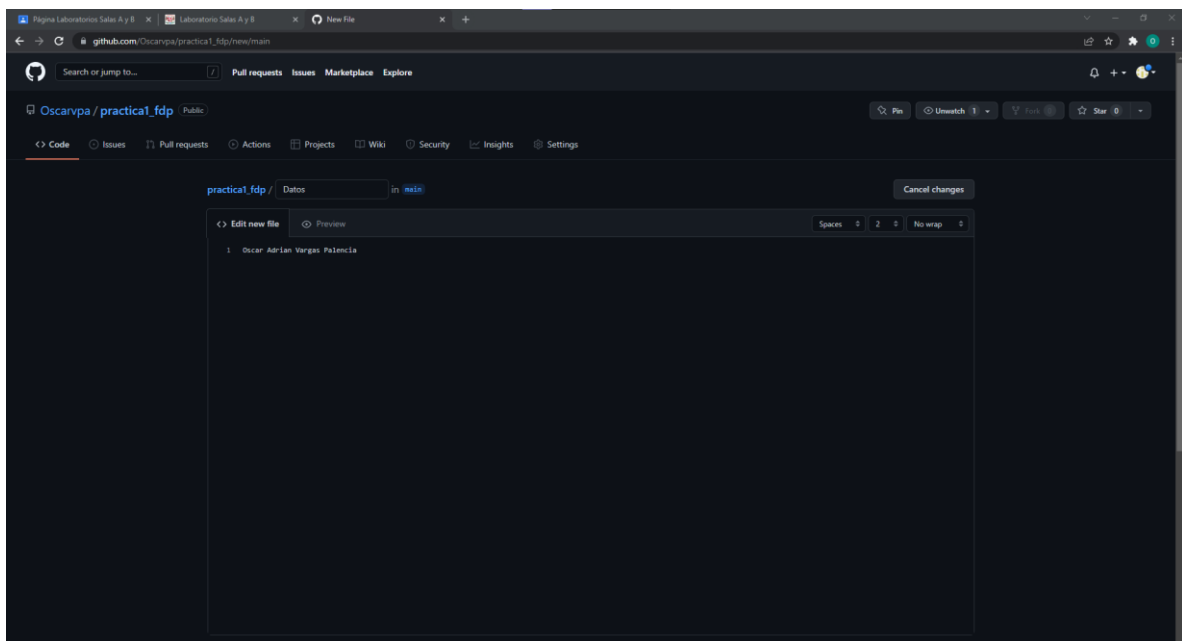 Página Laboratorios Salas A y B
Laboratorio Salas A y B
New File
github.com/Oscarvpa/practica1_fdp/new/main
Search or jump to...
/
Pull requests Issues Marketplace Explore
Oscarvpa / practica1_fdp Public
Pin
Unwatch 1
Fork 0
Star 0
<> Code
Issues
Pull requests
Actions
Projects
Wiki
Security
Insights
Settings
practica1_fdp / Datos in main
Cancel changes
<> Edit new file
Preview
Spaces
2
No wrap
1 Oscar Adrian Vargas Palencia